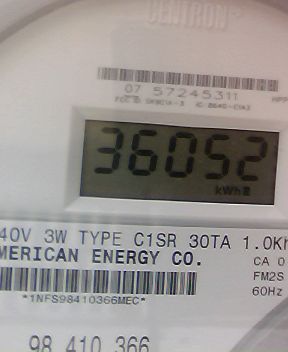 CENTRON®
07 57245311
36052
kWh
40V 3W TYPE C1SR 30TA 1.0Kh
MERICAN ENERGY CO.
CA 0
FM2S
60Hz
*1NFS98410366MEC*
98 410 366